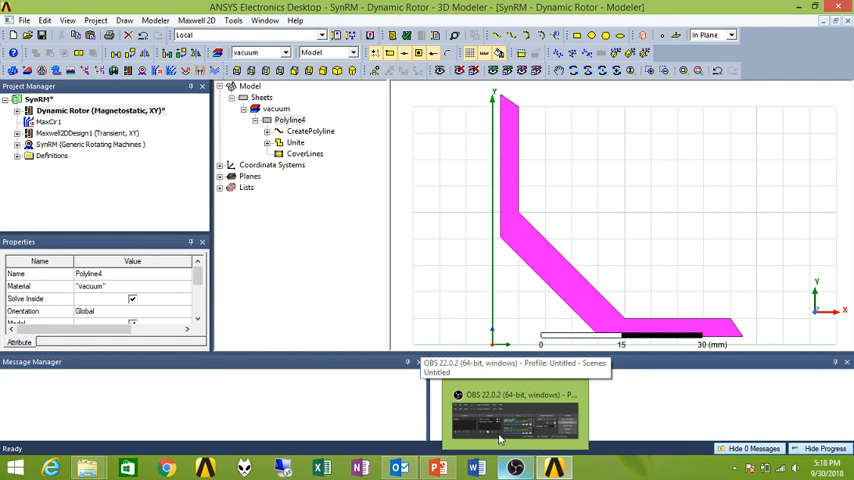 ANSYS Electronics Desktop - SynRM - Dynamic Rotor - 3D Modeler - [SynRM - Dynamic Rotor - Modeler]
File Edit View Project Draw Modeler Maxwell 2D Tools Window Help
Local
In Plane
vacuum
Model
Project Manager
SynRM*
Dynamic Rotor (Magnetostatic, XY)*
MaxCir1
Maxwell2DDesign1 (Transient, XY)
SynRM (Generic Rotating Machines )
Definitions
Model
Sheets
vacuum
Polyline4
CreatePolyline
Unite
CoverLines
Coordinate Systems
Planes
Lists
Y
Y
X
0 15 30 (mm)
Properties
Name Value
Name Polyline4
Material "vacuum"
Solve Inside
Orientation Global
Model
Attribute
Message Manager
OBS 22.0.2 (64-bit, windows) - Profile: Untitled - Scenes:
Untitled
OBS 22.0.2 (64-bit, windows) - P...
Ready
Hide 0 Messages
Hide Progress
5:18 PM
9/30/2018